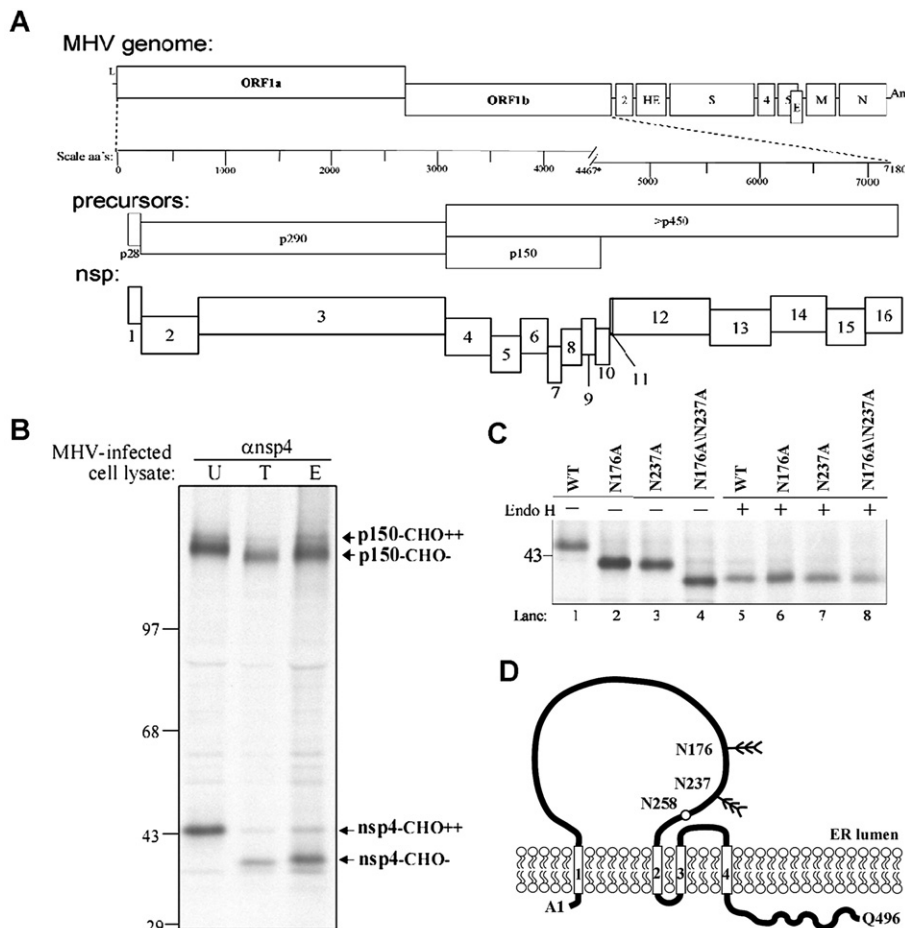 A
MHV genome:
L
ORF1a
ORF1b
2
HE
S
4
5
E
M
N
An
Scale aa's:
0
1000
2000
3000
4000
4467*
5000
6000
7000
7180
precursors:
p28
p290
>p450
p150
nsp:
1
2
3
4
5
6
7
8
9
10
11
12
13
14
15
16
B
MHV-infected
cell lysate:
αnsp4
U T E
p150-CHO++
p150-CHO-
97
68
43
nsp4-CHO++
nsp4-CHO-
29
C
WT N176A N237A N176A\N237A WT N176A N237A N176A\N237A
Endo H − − − − + + + +
43
Lane: 1 2 3 4 5 6 7 8
D
N176
N237
N258
ER lumen
1 2 3 4
A1
Q496